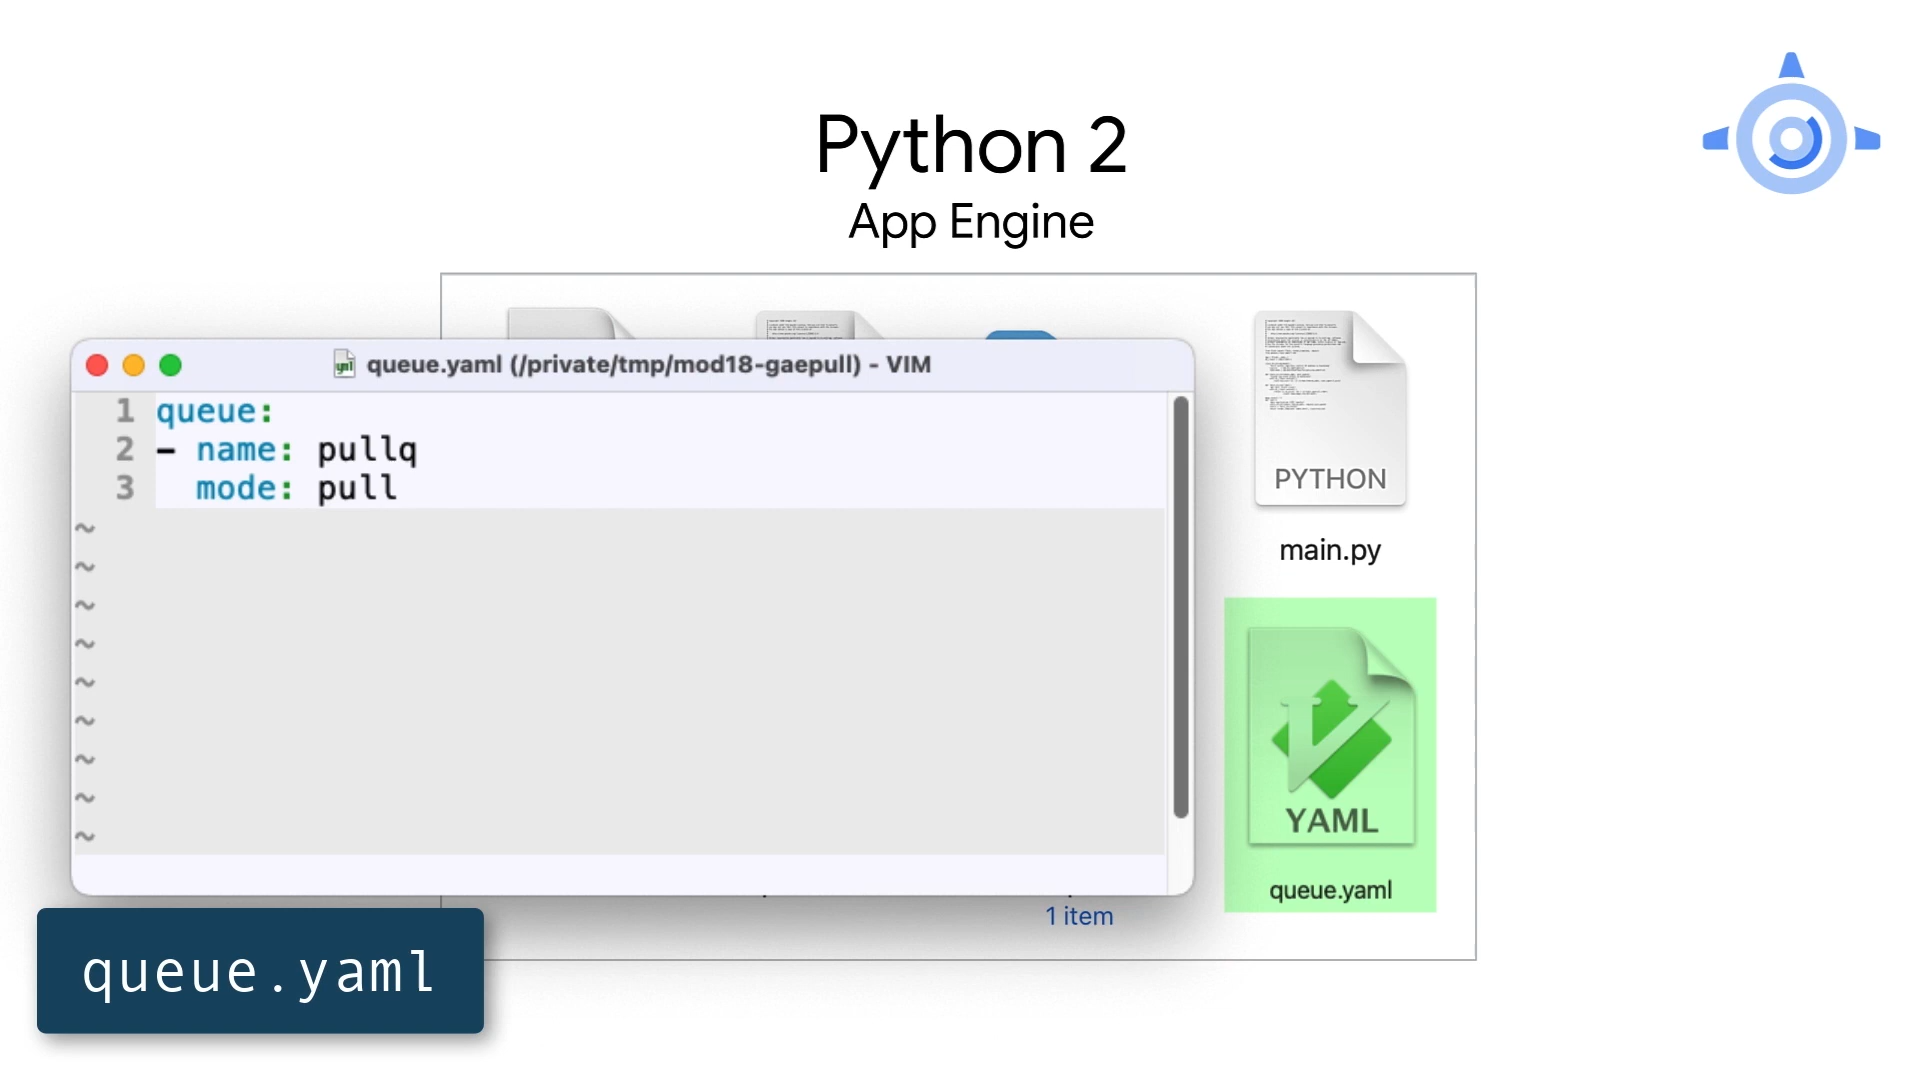 Python 2
App Engine
queue.yaml (/private/tmp/mod18-gaepull) - VIM
1 queue:
2 - name: pullq
3   mode: pull
~
~
~
~
~
~
~
~
~
PYTHON
main.py
YAML
queue.yaml
1 item
queue.yaml